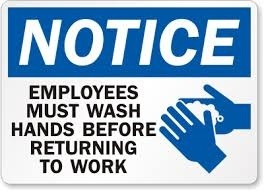 NOTICE
EMPLOYEES
MUST WASH
HANDS BEFORE
RETURNING
TO WORK